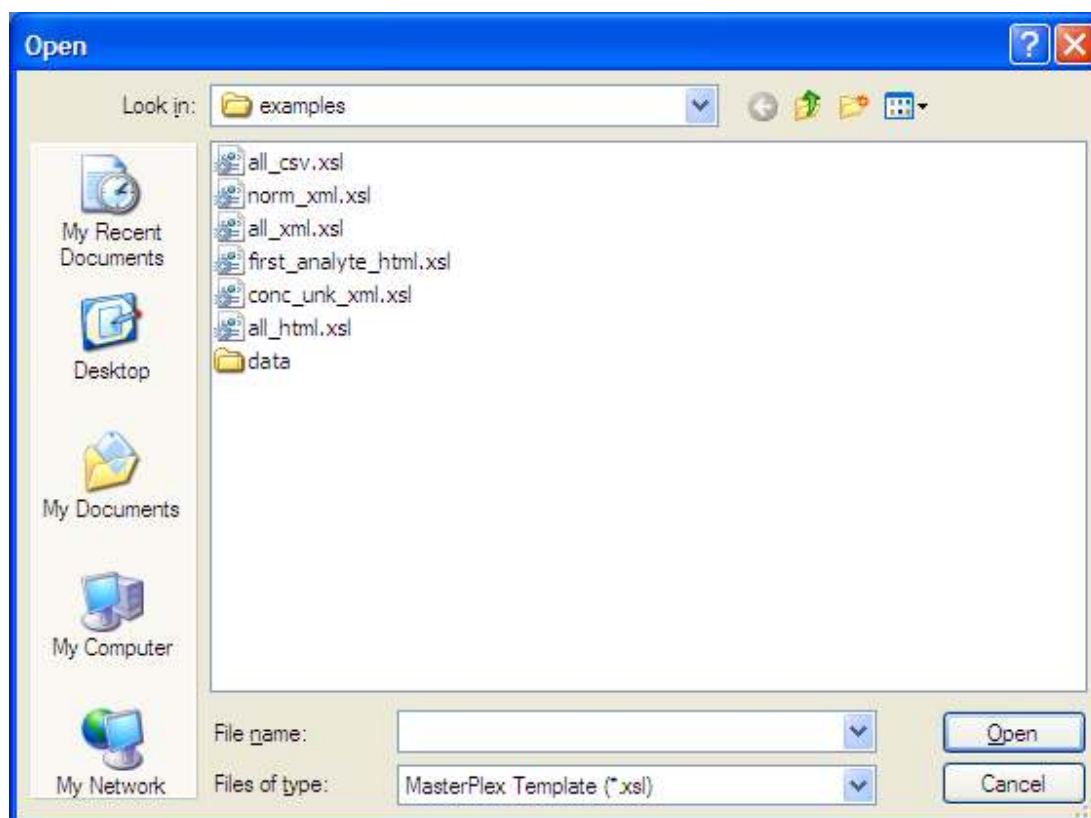 Open
Look in:
examples
My Recent
Documents
Desktop
My Documents
My Computer
My Network
all_csv.xsl
norm_xml.xsl
all_xml.xsl
first_analyte_html.xsl
conc_unk_xml.xsl
all_html.xsl
data
File name:
Open
Files of type:
MasterPlex Template (*.xsl)
Cancel